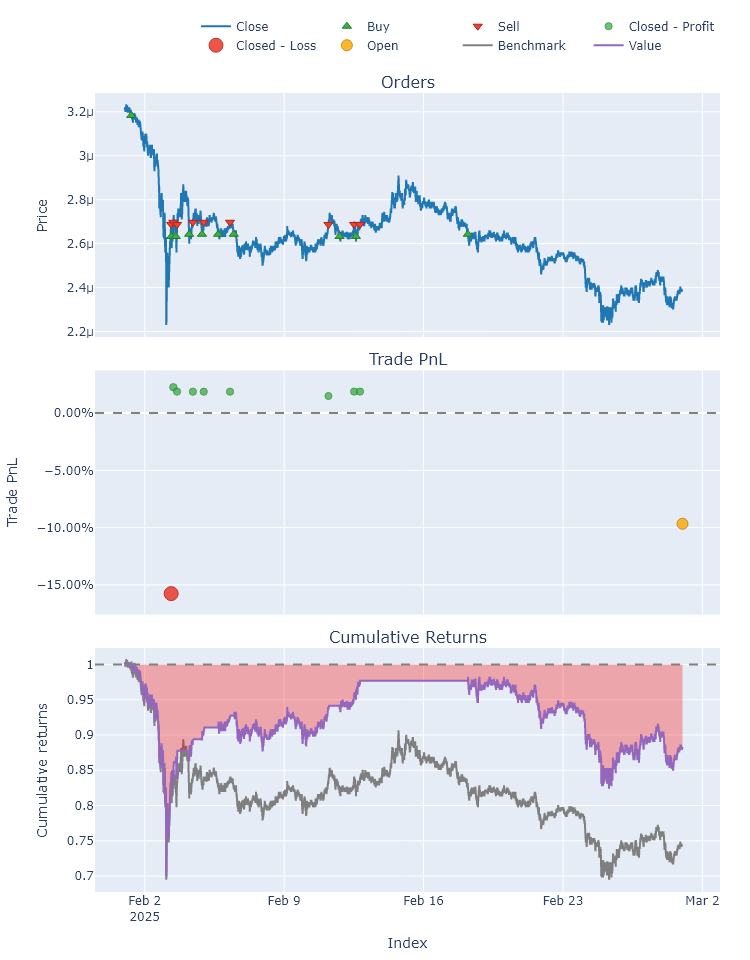 Close
Buy
Sell
Closed - Profit
Closed - Loss
Open
Benchmark
Value
Orders
3.2μ
3μ
2.8μ
2.6μ
2.4μ
2.2μ
Price
Trade PnL
0.00%
−5.00%
−10.00%
−15.00%
Trade PnL
Cumulative Returns
1
0.95
0.9
0.85
0.8
0.75
0.7
Cumulative returns
Feb 2
2025
Feb 9
Feb 16
Feb 23
Mar 2
Index